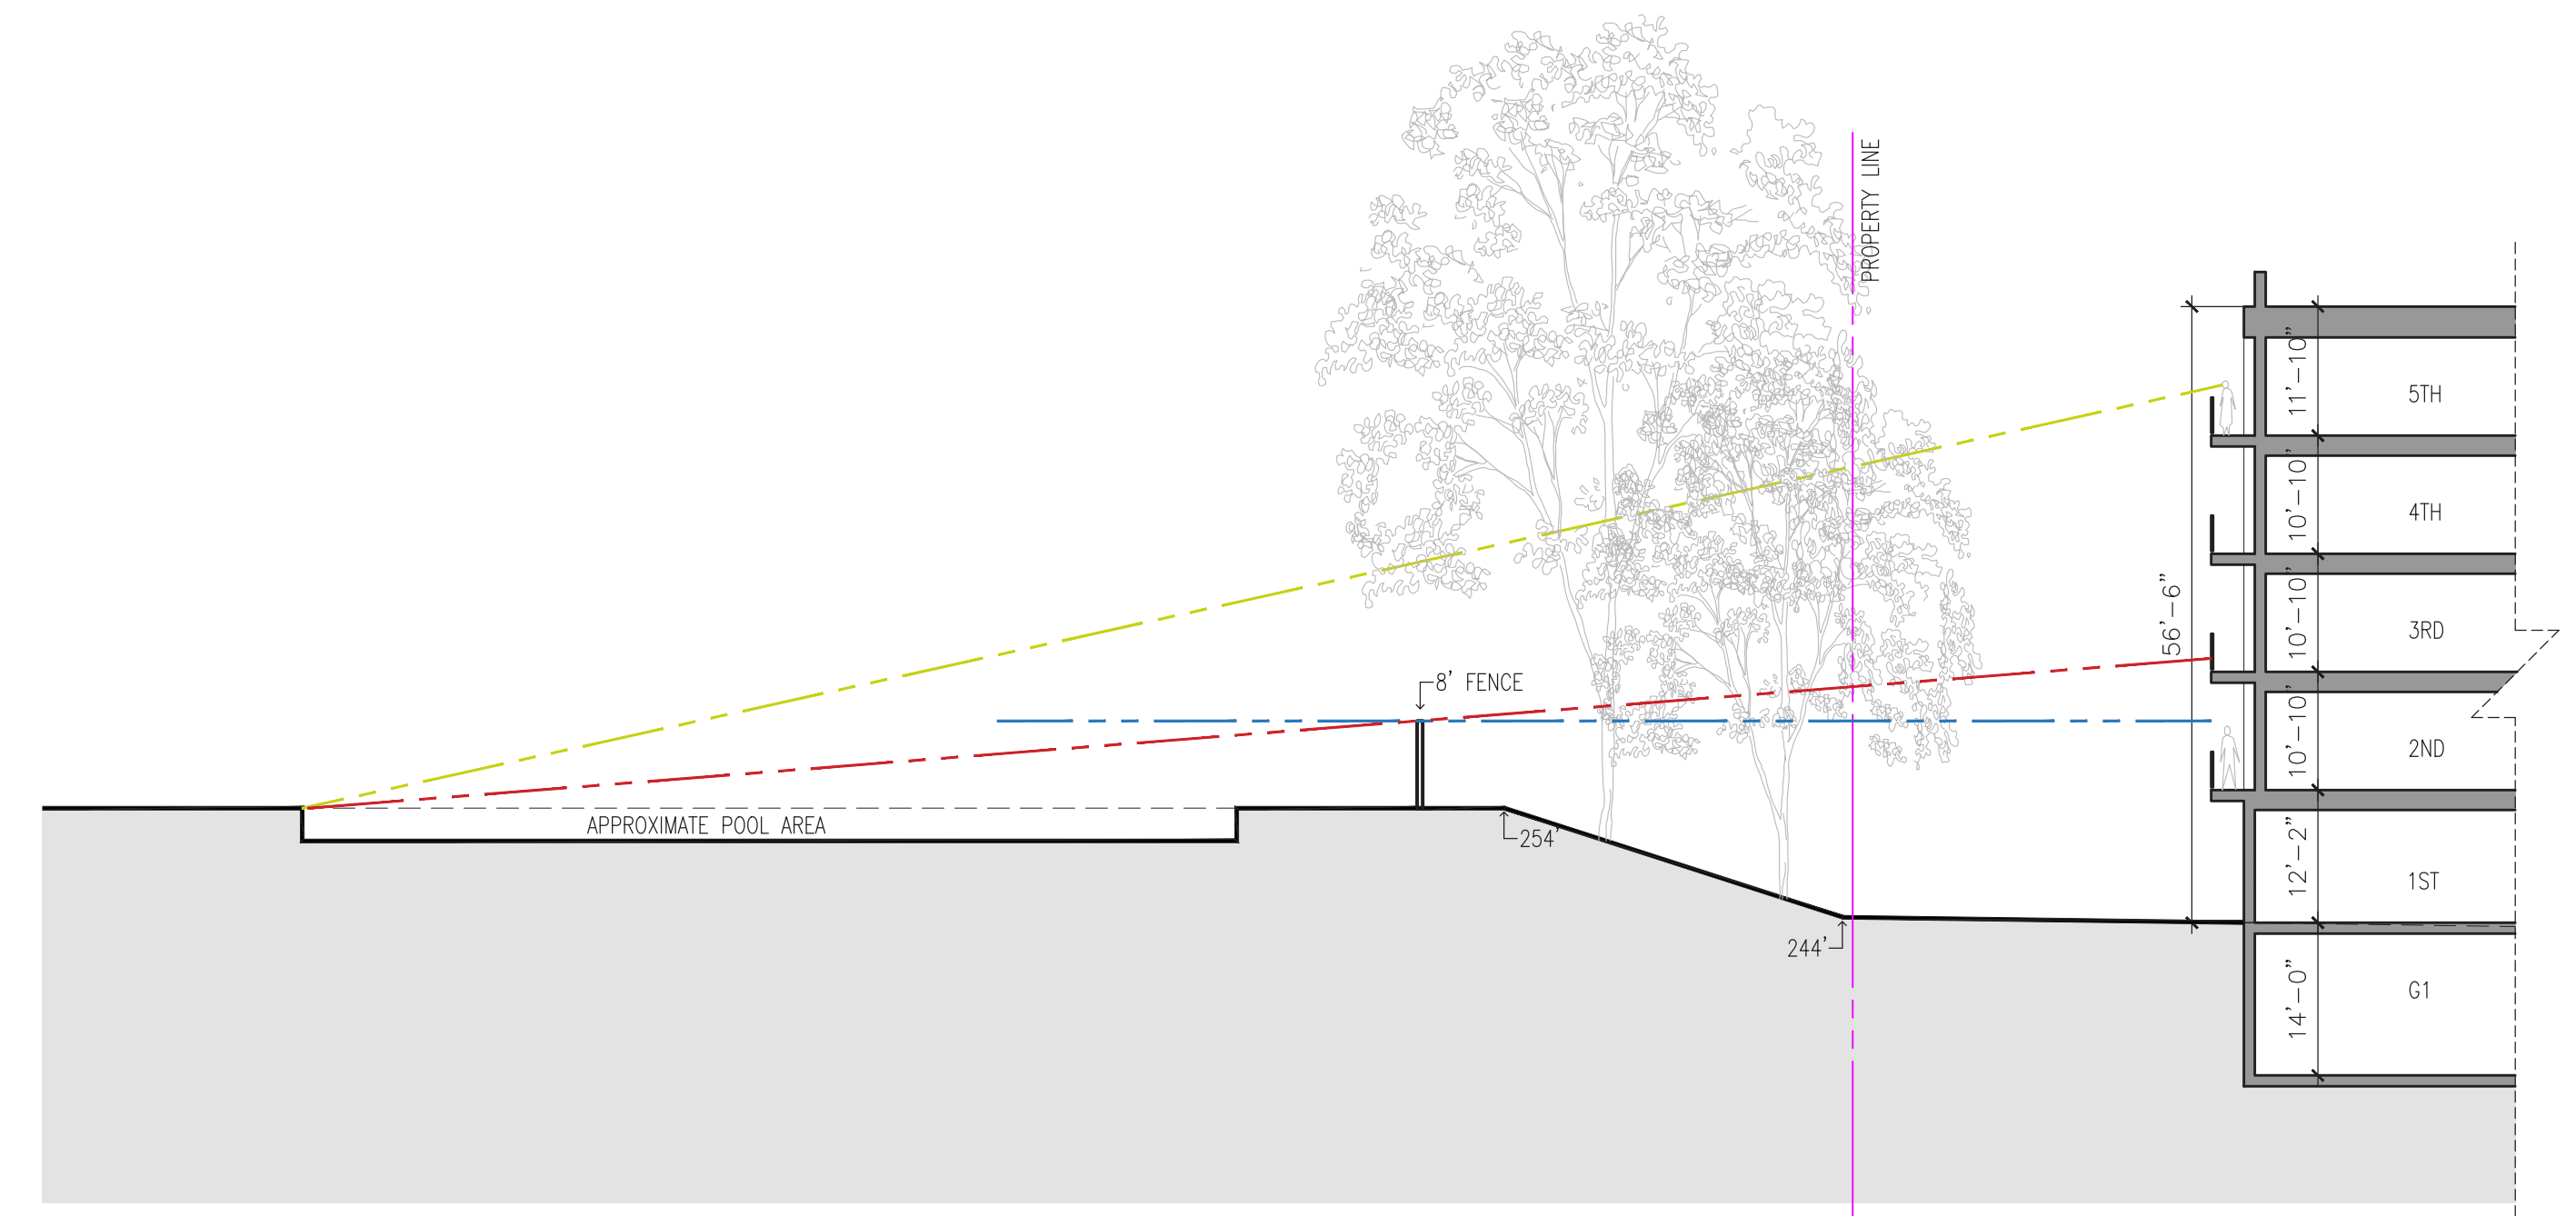 PROPERTY LINE
8' FENCE
APPROXIMATE POOL AREA
254'
244'
56'-6"
11'-10"
5TH
10'-10"
4TH
10'-10"
3RD
10'-10"
2ND
12'-2"
1ST
14'-0"
G1